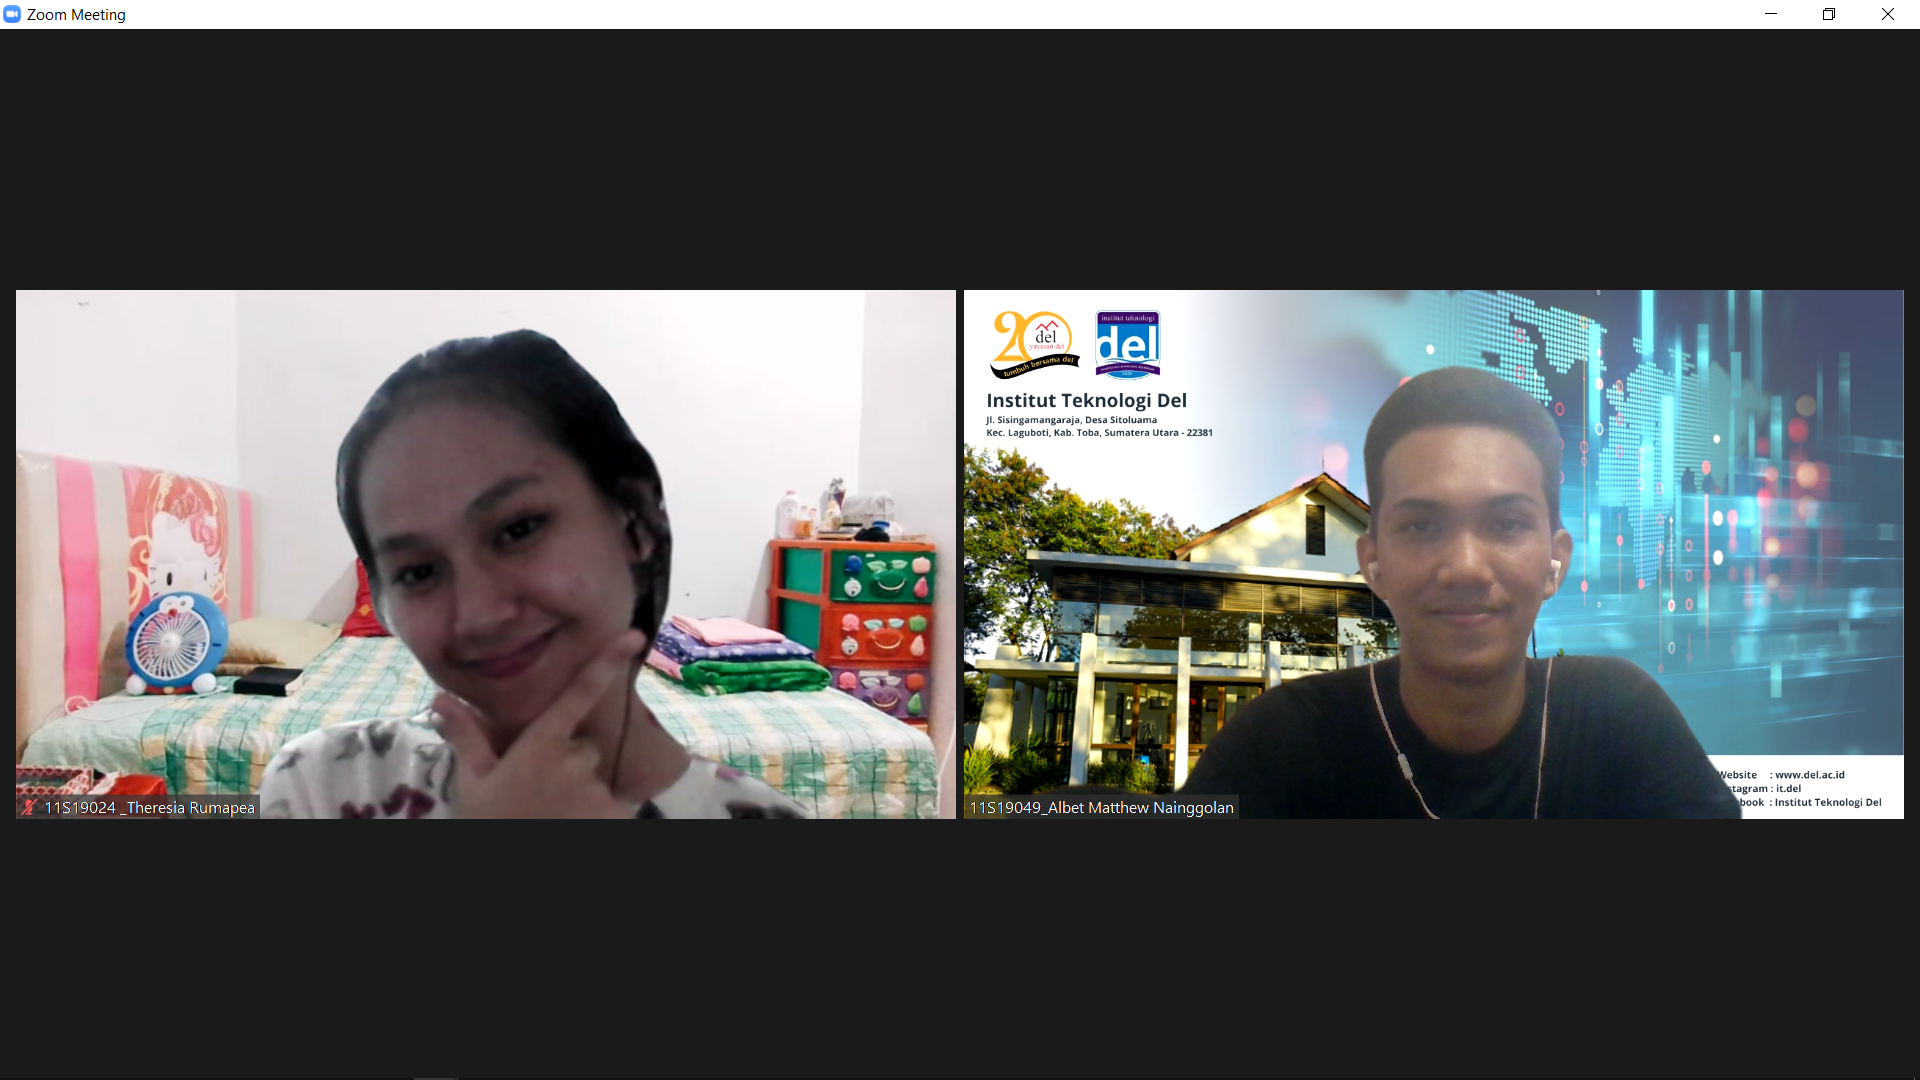 Zoom Meeting
20
del
yayasan del
tumbuh bersama del
institut teknologi
del
2001
Institut Teknologi Del
Jl. Sisingamangaraja, Desa Sitoluama
Kec. Laguboti, Kab. Toba, Sumatera Utara - 22381
Website : www.del.ac.id
stagram : it.del
book : Institut Teknologi Del
11S19024 _Theresia Rumapea
11S19049_Albet Matthew Nainggolan